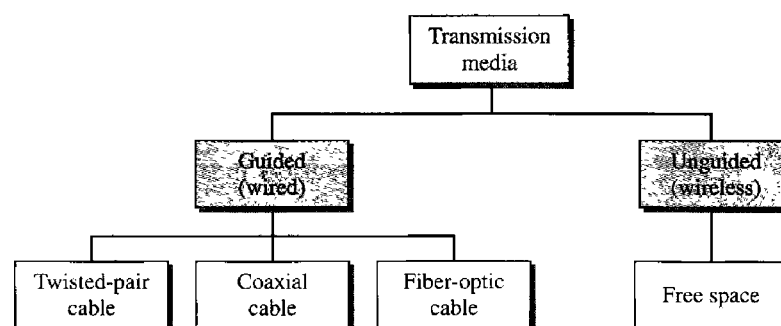 Transmission
media
Guided
(wired)
Unguided
(wireless)
Twisted-pair
cable
Coaxial
cable
Fiber-optic
cable
Free space